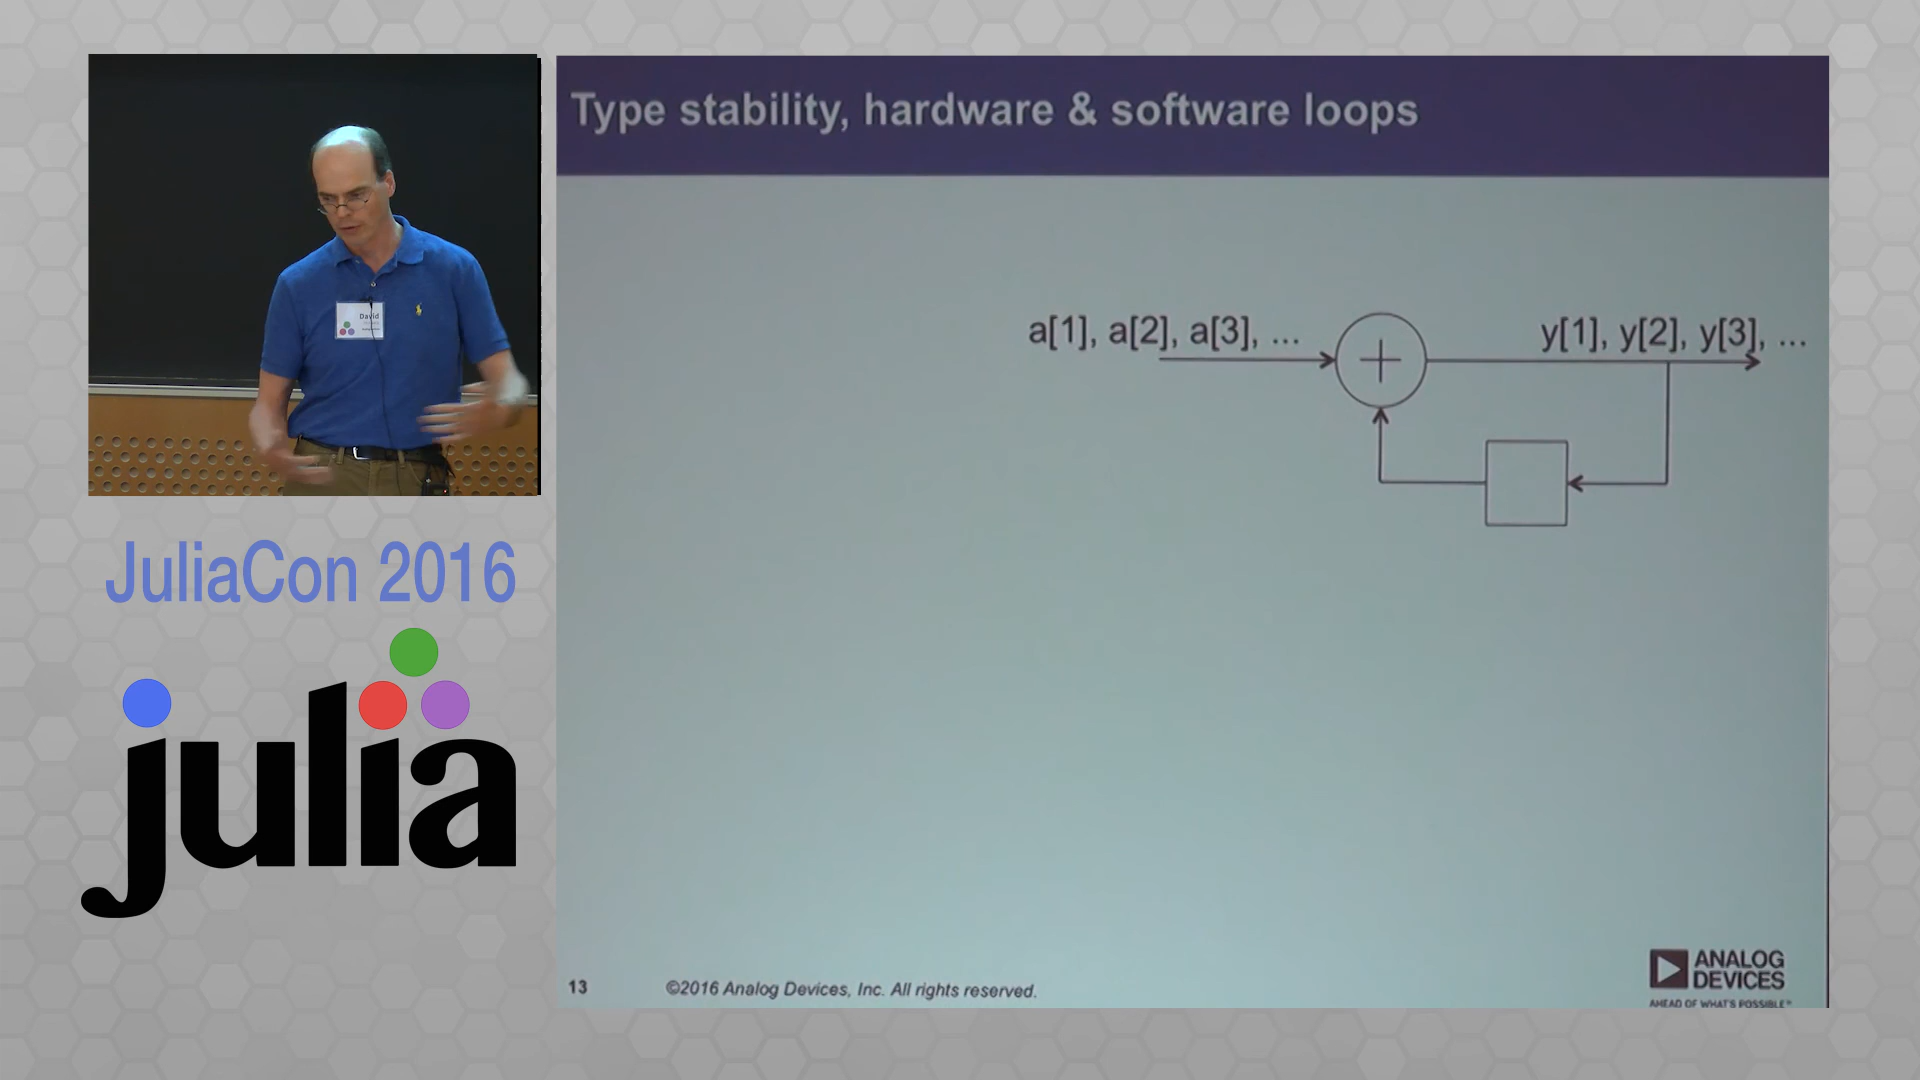 Type stability, hardware & software loops
David
a[1], a[2], a[3], ...
y[1], y[2], y[3], ...
JuliaCon 2016
julia
13
©2016 Analog Devices, Inc. All rights reserved.
ANALOG
DEVICES
AHEAD OF WHAT'S POSSIBLE™